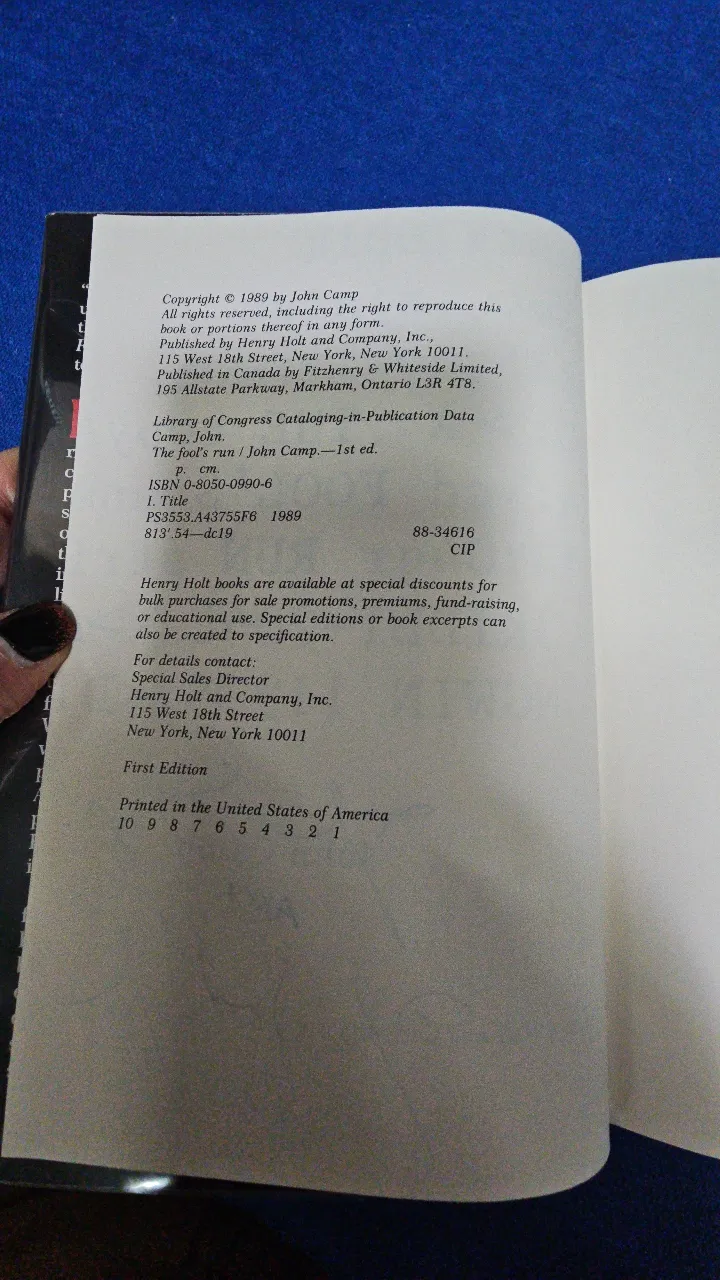 Copyright © 1989 by John Camp
All rights reserved, including the right to reproduce this
book or portions thereof in any form.
Published by Henry Holt and Company, Inc.,
115 West 18th Street, New York, New York 10011.
Published in Canada by Fitzhenry & Whiteside Limited,
195 Allstate Parkway, Markham, Ontario L3R 4T8.
Library of Congress Cataloging-in-Publication Data
Camp, John.
The fool's run / John Camp.—1st ed.
p. cm.
ISBN 0-8050-0990-6
I. Title
PS3553.A43755F6 1989
813'.54—dc19 88-34616
CIP
Henry Holt books are available at special discounts for
bulk purchases for sale promotions, premiums, fund-raising,
or educational use. Special editions or book excerpts can
also be created to specification.
For details contact:
Special Sales Director
Henry Holt and Company, Inc.
115 West 18th Street
New York, New York 10011
First Edition
Printed in the United States of America
10 9 8 7 6 5 4 3 2 1